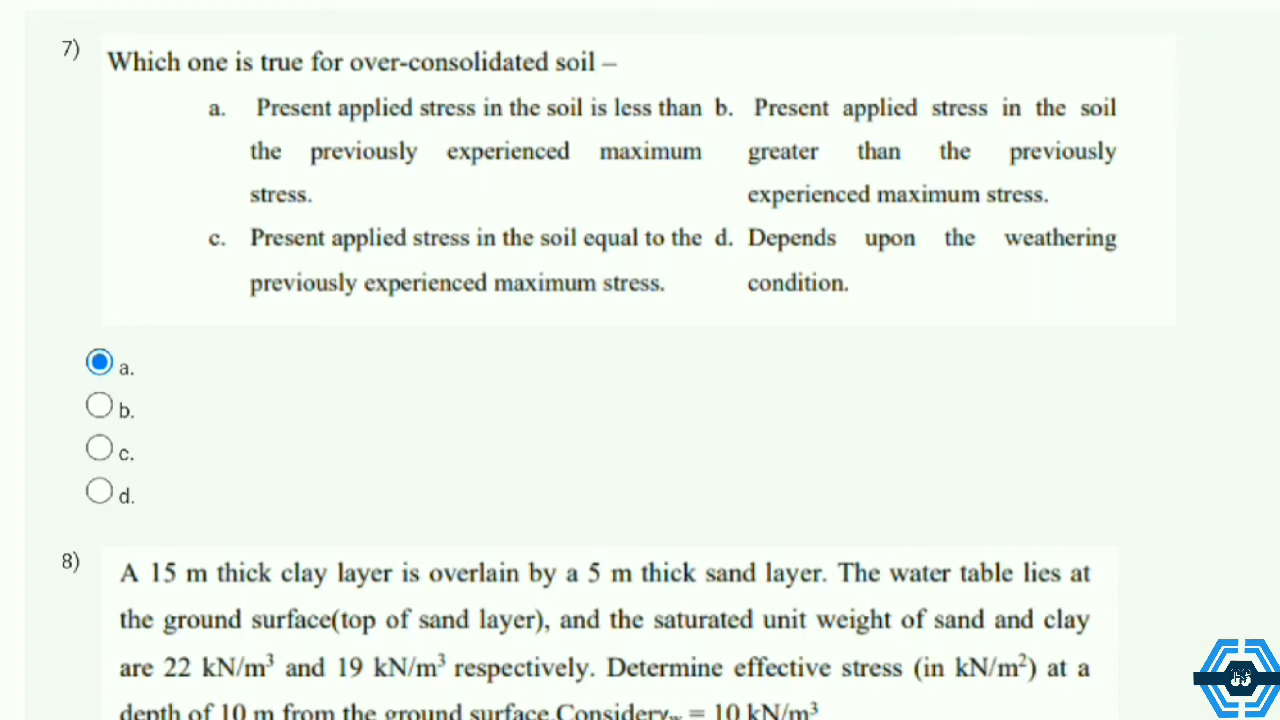 7)
Which one is true for over-consolidated soil –
a. Present applied stress in the soil is less than b. Present applied stress in the soil
the previously experienced maximum greater than the previously
stress. experienced maximum stress.
c. Present applied stress in the soil equal to the d. Depends upon the weathering
previously experienced maximum stress. condition.
a.
b.
c.
d.
8)
A 15 m thick clay layer is overlain by a 5 m thick sand layer. The water table lies at
the ground surface(top of sand layer), and the saturated unit weight of sand and clay
are 22 kN/m³ and 19 kN/m³ respectively. Determine effective stress (in kN/m²) at a
depth of 10 m from the ground surface.Considerγw = 10 kN/m³